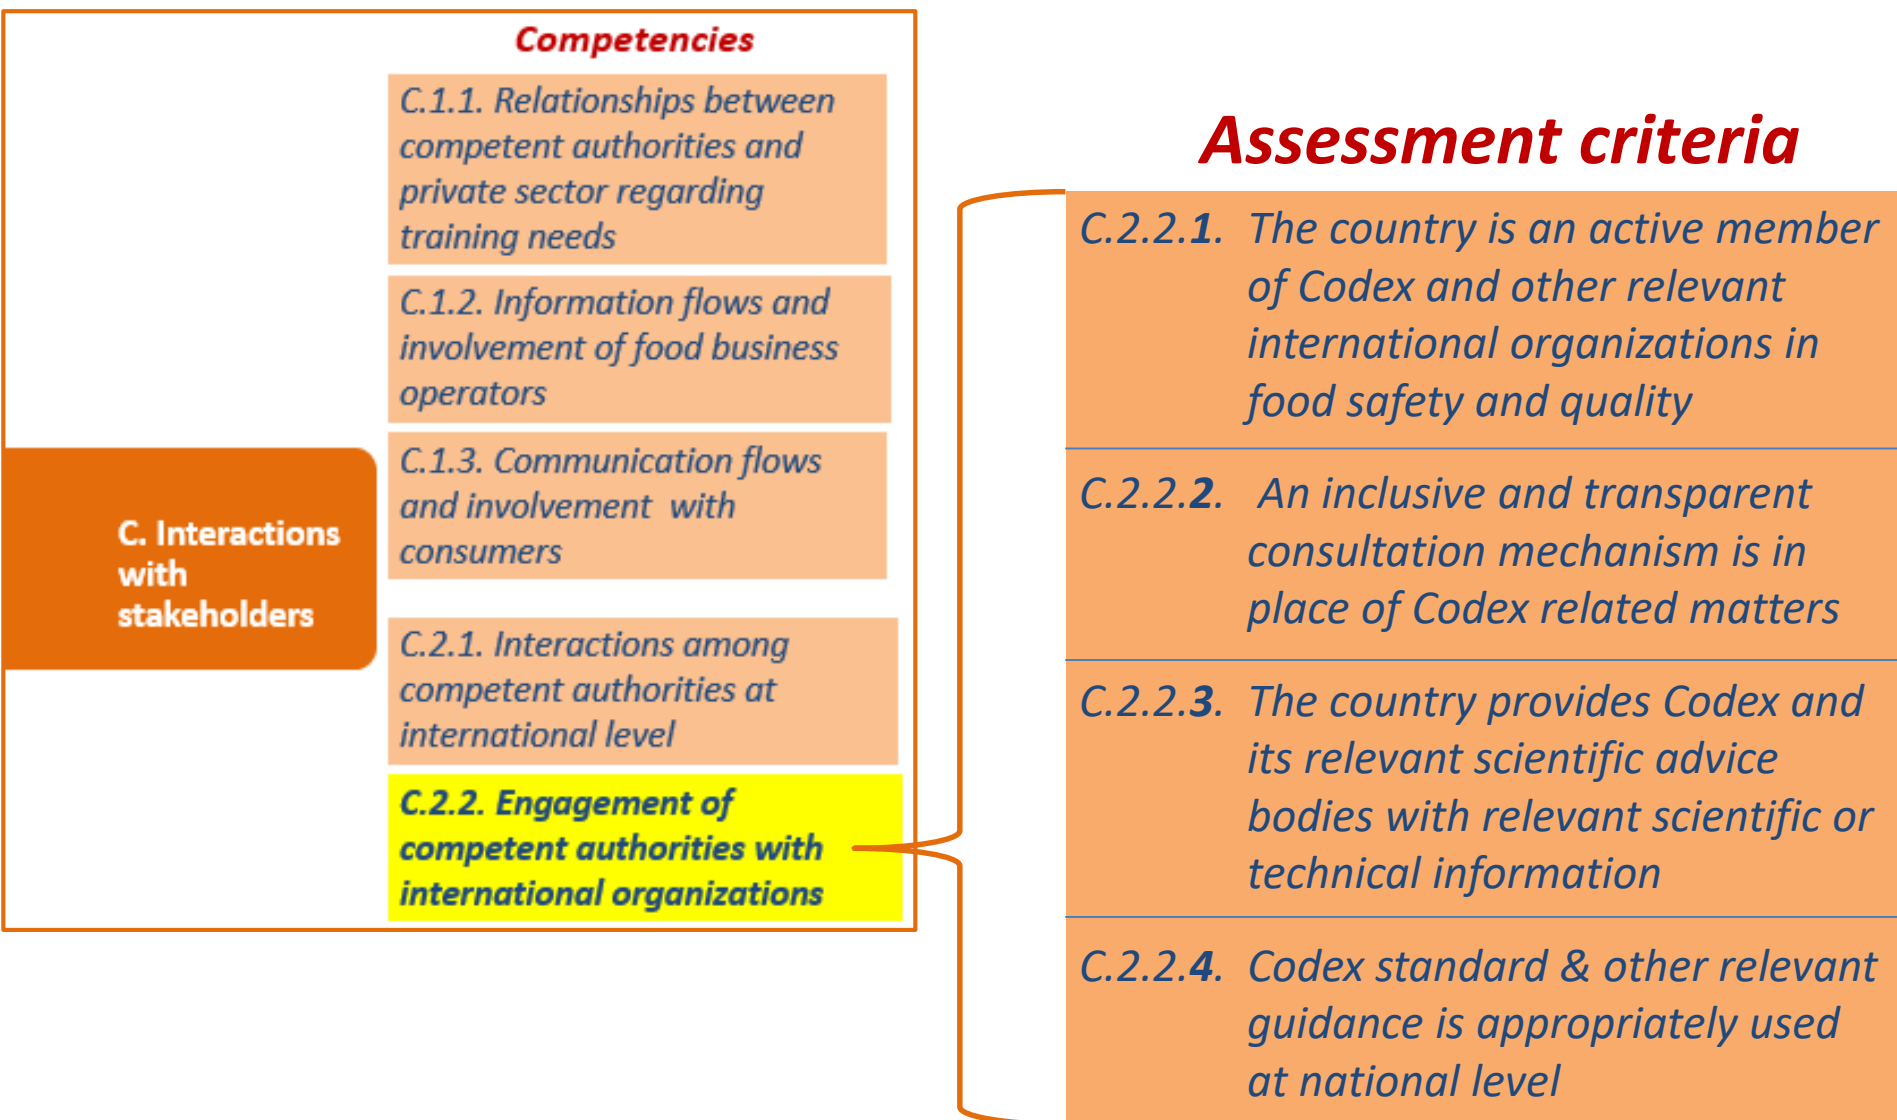 Competencies
C.1.1. Relationships between
competent authorities and
private sector regarding
training needs
C.1.2. Information flows and
involvement of food business
operators
C.1.3. Communication flows
and involvement with
consumers
C. Interactions
with
stakeholders
C.2.1. Interactions among
competent authorities at
international level
C.2.2. Engagement of
competent authorities with
international organizations
Assessment criteria
C.2.2.1. The country is an active member
of Codex and other relevant
international organizations in
food safety and quality
C.2.2.2. An inclusive and transparent
consultation mechanism is in
place of Codex related matters
C.2.2.3. The country provides Codex and
its relevant scientific advice
bodies with relevant scientific or
technical information
C.2.2.4. Codex standard & other relevant
guidance is appropriately used
at national level